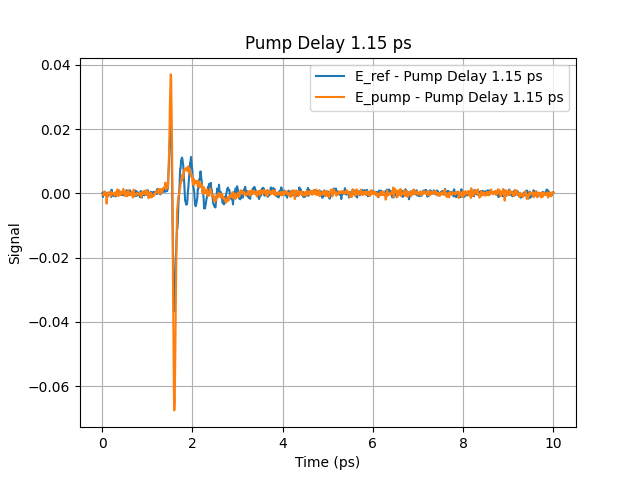 Pump Delay 1.15 ps
E_ref - Pump Delay 1.15 ps
E_pump - Pump Delay 1.15 ps
0.04
0.02
0.00
−0.02
−0.04
−0.06
Signal
0 2 4 6 8 10
Time (ps)